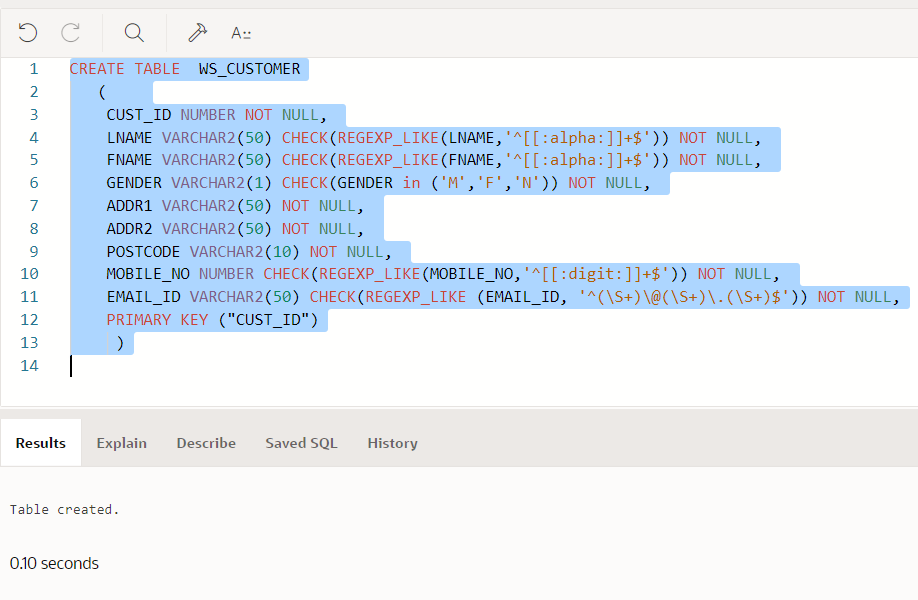 A::
1 CREATE TABLE  WS_CUSTOMER
2 (
3 CUST_ID NUMBER NOT NULL,
4 LNAME VARCHAR2(50) CHECK(REGEXP_LIKE(LNAME,'^[[:alpha:]]+$')) NOT NULL,
5 FNAME VARCHAR2(50) CHECK(REGEXP_LIKE(FNAME,'^[[:alpha:]]+$')) NOT NULL,
6 GENDER VARCHAR2(1) CHECK(GENDER in ('M','F','N')) NOT NULL,
7 ADDR1 VARCHAR2(50) NOT NULL,
8 ADDR2 VARCHAR2(50) NOT NULL,
9 POSTCODE VARCHAR2(10) NOT NULL,
10 MOBILE_NO NUMBER CHECK(REGEXP_LIKE(MOBILE_NO,'^[[:digit:]]+$')) NOT NULL,
11 EMAIL_ID VARCHAR2(50) CHECK(REGEXP_LIKE (EMAIL_ID, '^(\S+)\@(\S+)\.(\S+)$')) NOT NULL,
12 PRIMARY KEY ("CUST_ID")
13 )
14
Results Explain Describe Saved SQL History
Table created.
0.10 seconds